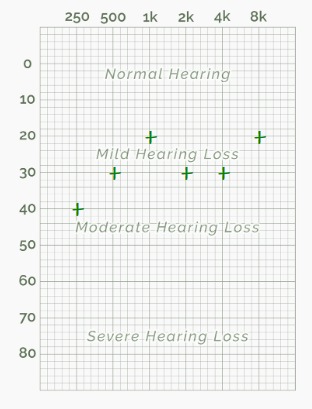 250 500 1k 2k 4k 8k
0
Normal Hearing
10
20
Mild Hearing Loss
30
40
Moderate Hearing Loss
50
60
70
Severe Hearing Loss
80